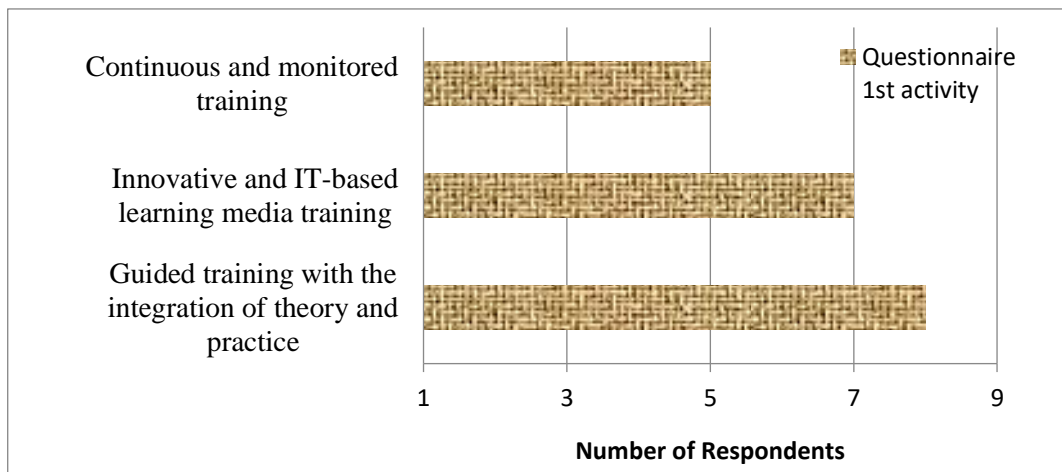 Continuous and monitored
training
Innovative and IT-based
learning media training
Guided training with the
integration of theory and
practice
Questionnaire
1st activity
1 3 5 7 9
Number of Respondents